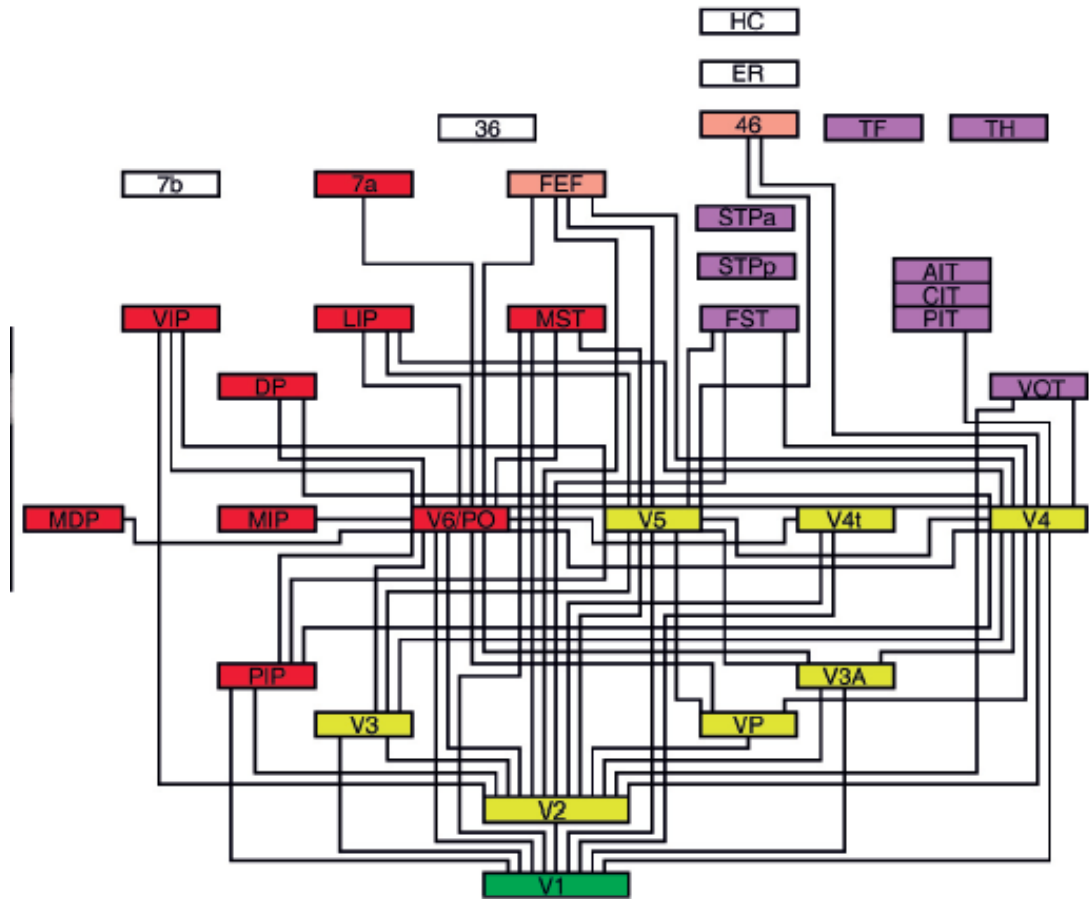 HC
ER
36
46
TF
TH
7b
7a
FEF
STPa
STPp
AIT
CIT
VIP
LIP
MST
FST
PIT
DP
VOT
MDP
MIP
V6/PO
V5
V4t
V4
PIP
V3A
V3
VP
V2
V1